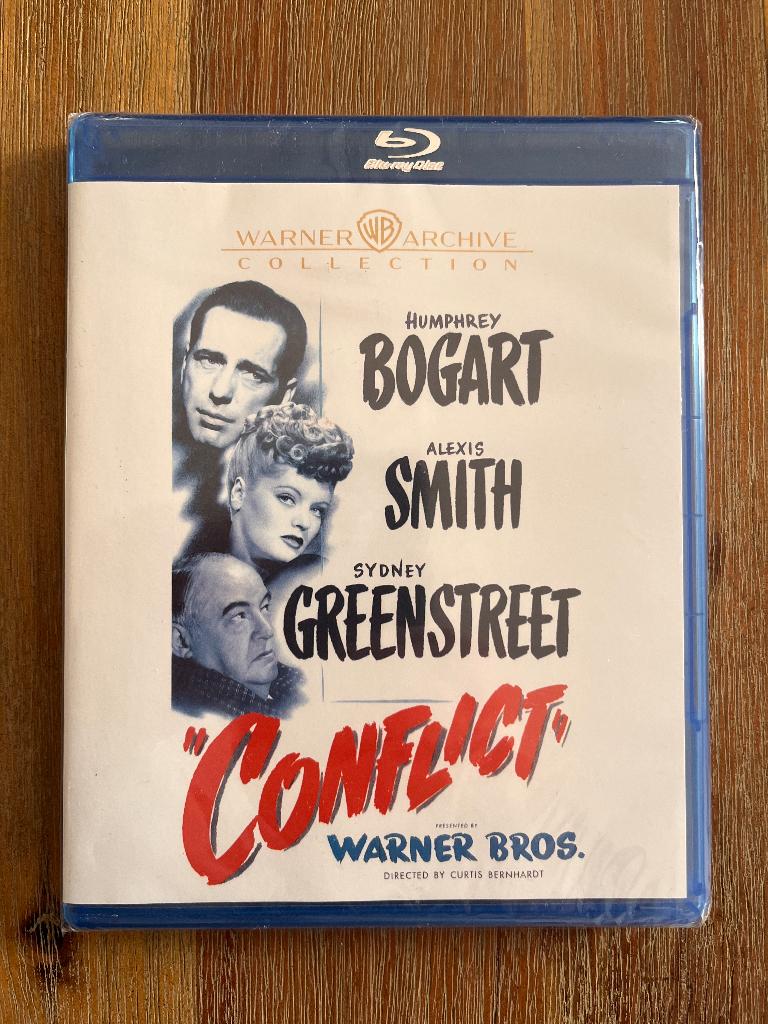 Blu-ray Disc
WARNER WB ARCHIVE
COLLECTION
HUMPHREY
BOGART
ALEXIS
SMITH
SYDNEY
GREENSTREET
"CONFLICT"
PRESENTED BY
WARNER BROS.
DIRECTED BY CURTIS BERNHARDT